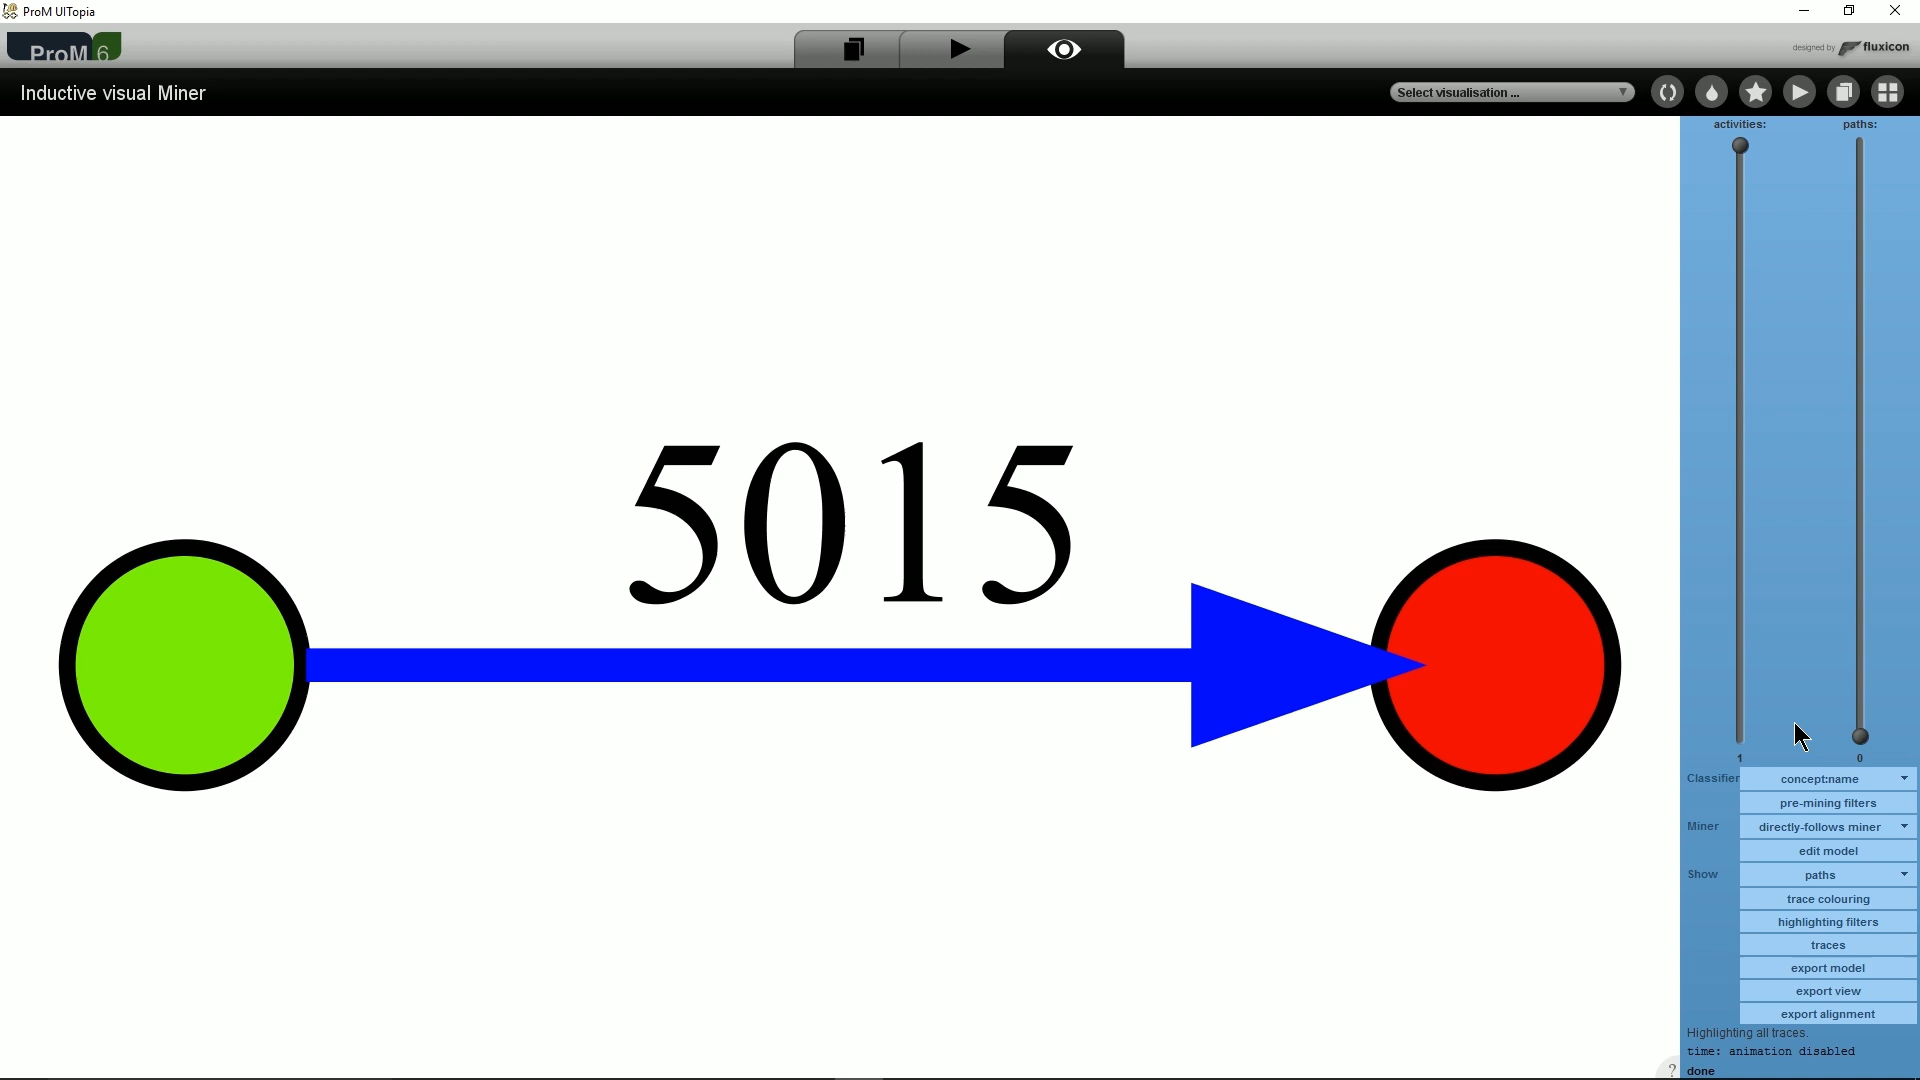 ProM UITopia
ProM 6
designed by fluxicon
Inductive visual Miner
Select visualisation ...
activities: paths:
5015
1 0
Classifier concept:name
pre-mining filters
Miner directly-follows miner
edit model
Show paths
trace colouring
highlighting filters
traces
export model
export view
export alignment
Highlighting all traces.
time: animation disabled
? done